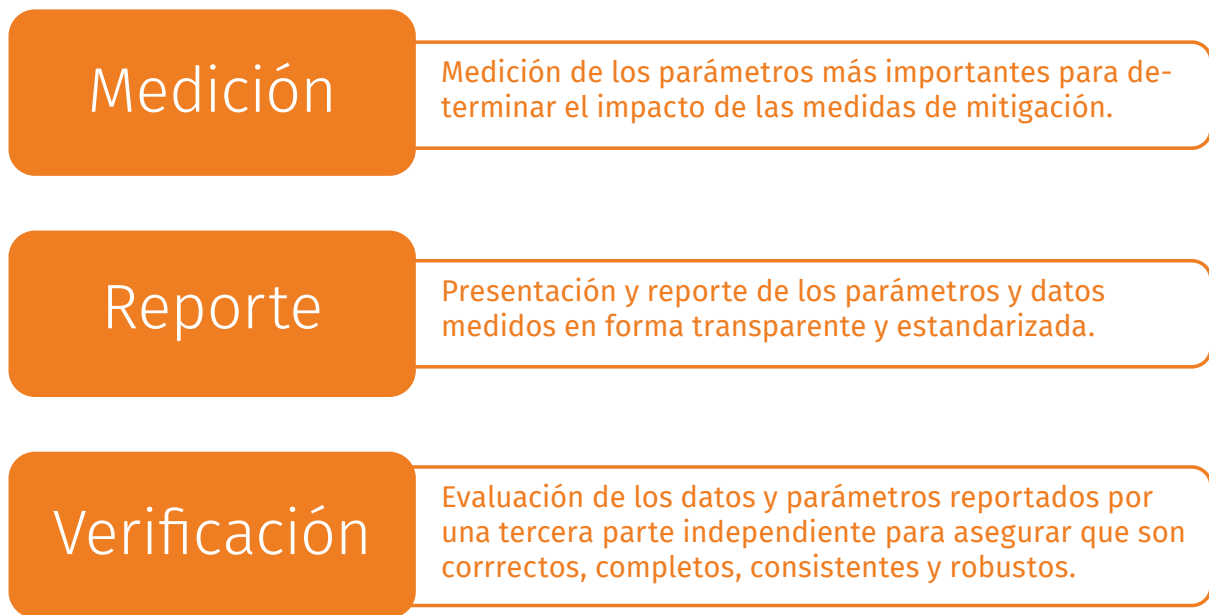 Medición
Medición de los parámetros más importantes para de-
terminar el impacto de las medidas de mitigación.
Reporte
Presentación y reporte de los parámetros y datos
medidos en forma transparente y estandarizada.
Verificación
Evaluación de los datos y parámetros reportados por
una tercera parte independiente para asegurar que son
corrrectos, completos, consistentes y robustos.